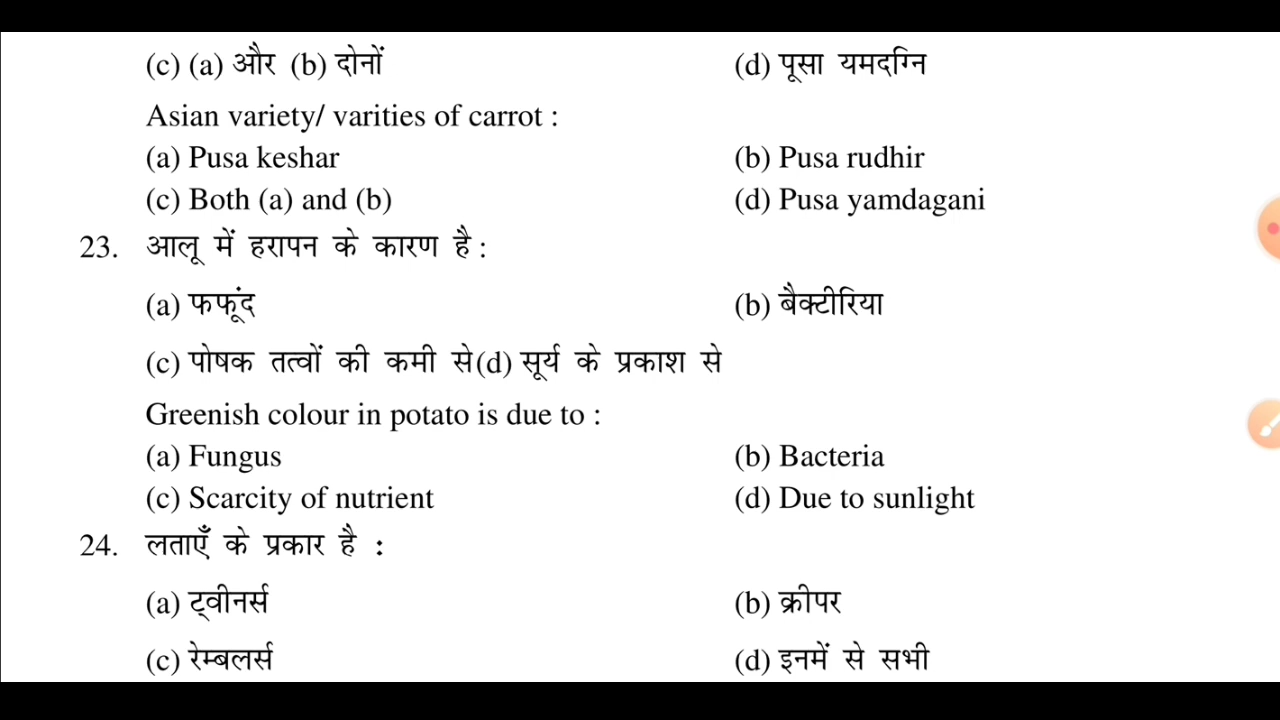 (c) (a) और (b) दोनों (d) पूसा यमदग्नि
Asian variety/ varities of carrot :
(a) Pusa keshar (b) Pusa rudhir
(c) Both (a) and (b) (d) Pusa yamdagani
23. आलू में हरापन के कारण है :
(a) फफूंद (b) बैक्टीरिया
(c) पोषक तत्वों की कमी से(d) सूर्य के प्रकाश से
Greenish colour in potato is due to :
(a) Fungus (b) Bacteria
(c) Scarcity of nutrient (d) Due to sunlight
24. लताएँ के प्रकार है :
(a) ट्वीनर्स (b) क्रीपर
(c) रेम्बलर्स (d) इनमें से सभी